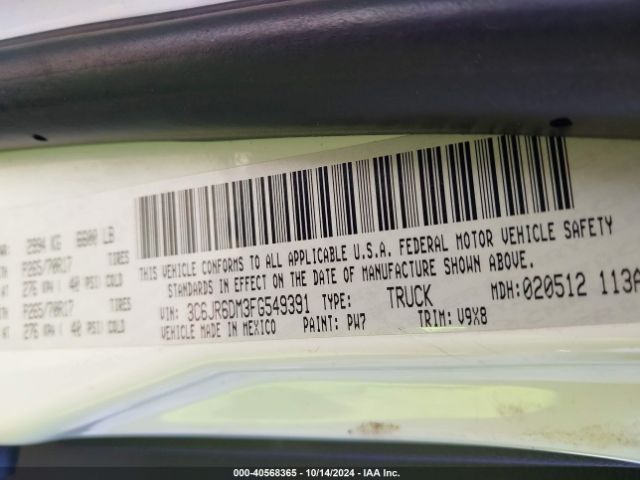 2994 KG 6600 LB
P265/70R17 TIRES
276 KPA( 40 PSI) COLD
P265/70R17 TIRES
276 KPA( 40 PSI) COLD
THIS VEHICLE CONFORMS TO ALL APPLICABLE U.S.A. FEDERAL MOTOR VEHICLE SAFETY
STANDARDS IN EFFECT ON THE DATE OF MANUFACTURE SHOWN ABOVE.
VIN: 3C6JR6DM3FG549391 TYPE: TRUCK MDH: 020512 113A
VEHICLE MADE IN MEXICO PAINT: PW7 TRIM: V9X8
000-40568365 • 10/14/2024 • IAA Inc.